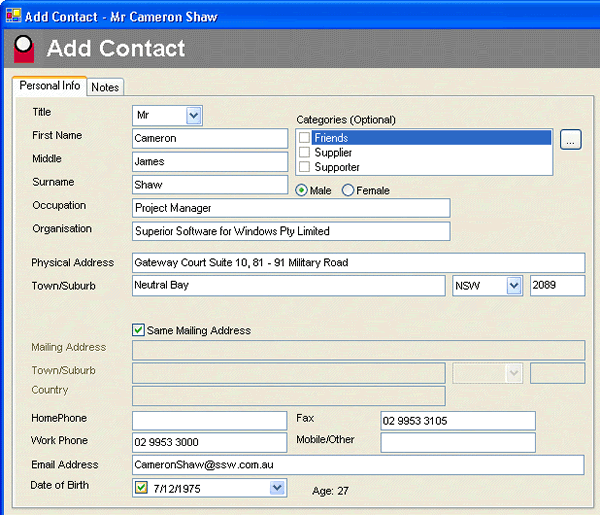 Add Contact - Mr Cameron Shaw
Add Contact
Personal Info Notes
Title Mr Categories (Optional)
First Name Cameron Friends
Supplier
Middle James Supporter
Surname Shaw Male Female
Occupation Project Manager
Organisation Superior Software for Windows Pty Limited
Physical Address Gateway Court Suite 10, 81 - 91 Military Road
Town/Suburb Neutral Bay NSW 2089
Same Mailing Address
Mailing Address
Town/Suburb
Country
HomePhone Fax 02 9953 3105
Work Phone 02 9953 3000 Mobile/Other
Email Address CameronShaw@ssw.com.au
Date of Birth 7/12/1975 Age: 27